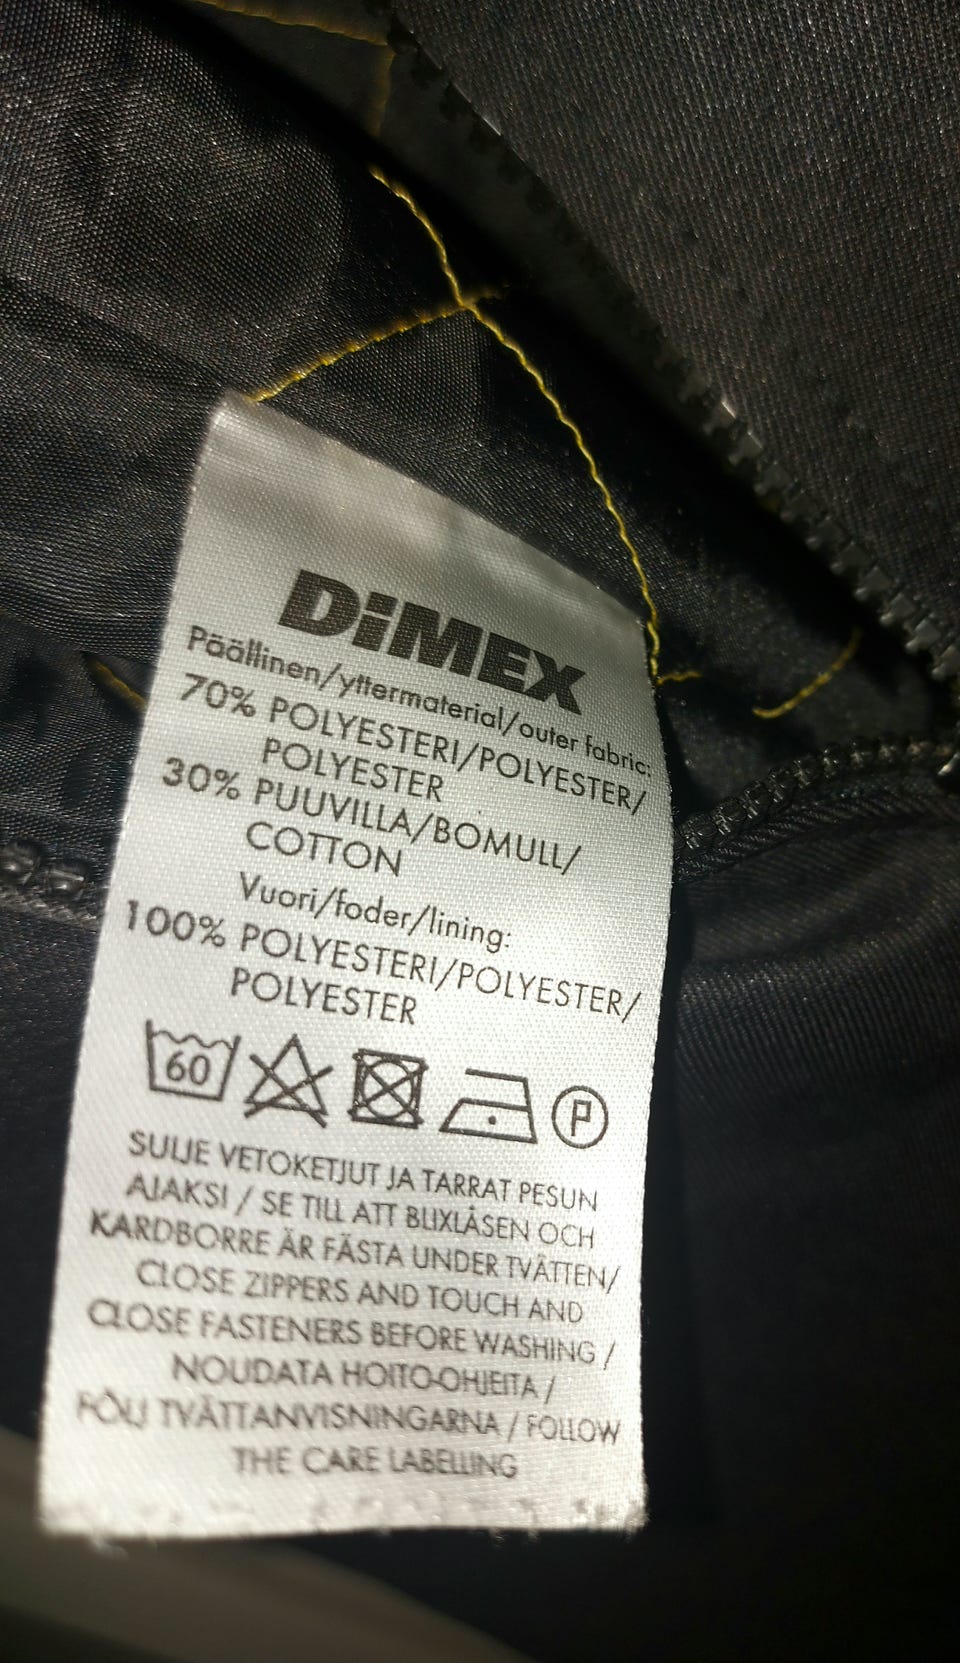 DiMEX
Päällinen/yttermaterial/outer fabric:
70% POLYESTERI/POLYESTER/
POLYESTER
30% PUUVILLA/BOMULL/
COTTON
Vuori/foder/lining:
100% POLYESTERI/POLYESTER/
POLYESTER
60 P
SULJE VETOKETJUT JA TARRAT PESUN
AJAKSI / SE TILL ATT BLIXLÅSEN OCH
KARDBORRE ÄR FÄSTA UNDER TVÄTTEN/
CLOSE ZIPPERS AND TOUCH AND
CLOSE FASTENERS BEFORE WASHING /
NOUDATA HOITO-OHJEITA /
FÖLJ TVÄTTANVISNINGARNA / FOLLOW
THE CARE LABELLING